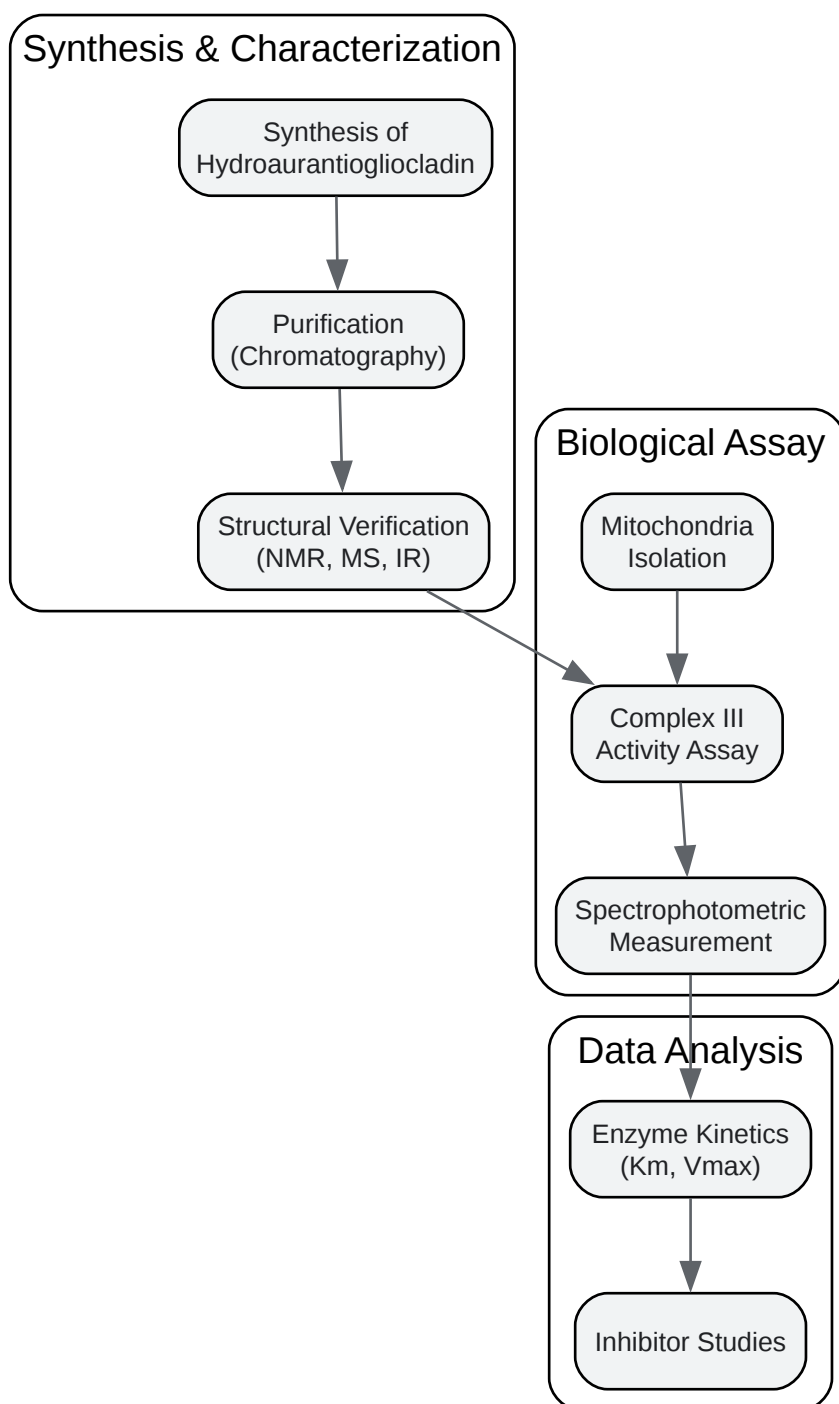 Synthesis & Characterization
Synthesis of
Hydroaurantiogliocladin
Purification
(Chromatography)
Structural Verification
(NMR, MS, IR)
Biological Assay
Mitochondria
Isolation
Complex III
Activity Assay
Spectrophotometric
Measurement
Data Analysis
Enzyme Kinetics
(Km, Vmax)
Inhibitor Studies